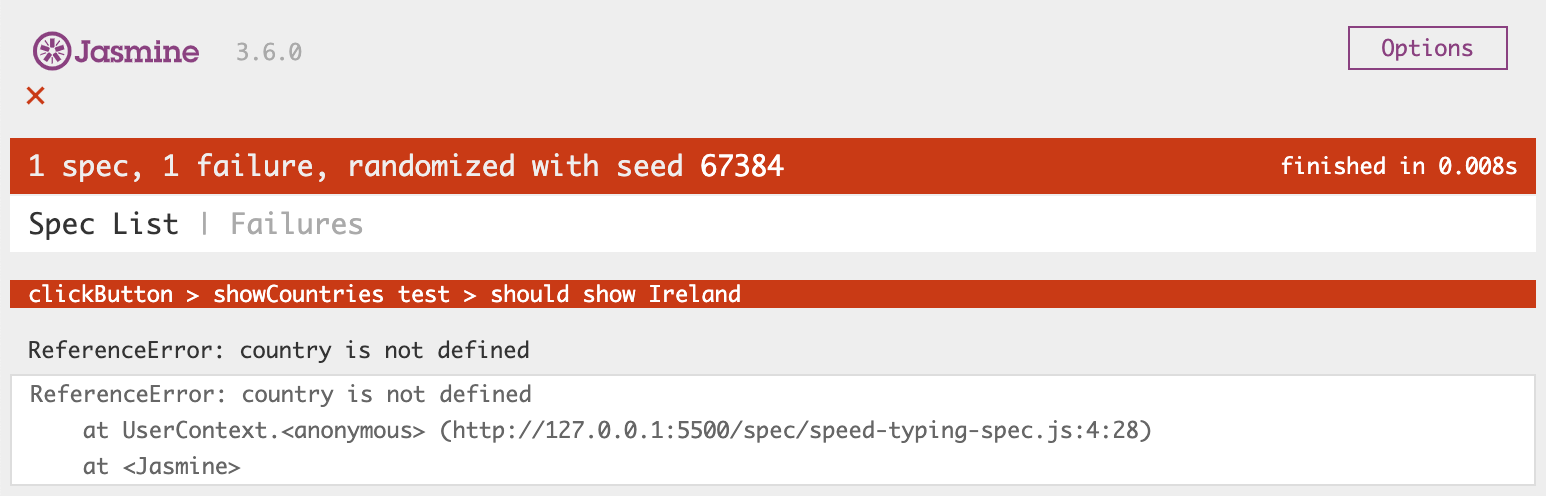 Jasmine 3.6.0 Options
×
1 spec, 1 failure, randomized with seed 67384 finished in 0.008s
Spec List | Failures
clickButton > showCountries test > should show Ireland
ReferenceError: country is not defined
ReferenceError: country is not defined
at UserContext.<anonymous> (http://127.0.0.1:5500/spec/speed-typing-spec.js:4:28)
at <Jasmine>